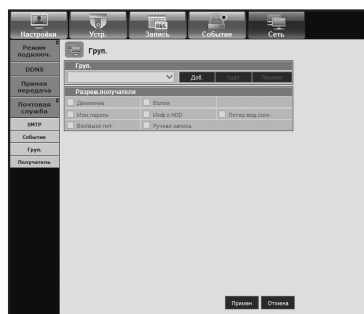 Настройки Устр. Запись Событие Сеть
REC
Режим подключ.
DDNS
Прямая передача
Почтовая служба
SMTP
Событие
Груп.
Получатель
Груп.
Груп.
Доб. Удал Переим.
Разреш.получателя
Движение Взлом
Изм.пароль Инф.о HDD Потер.вид.сигн.
Вкл/выкл пит. Ручная запись
Примен Отмена